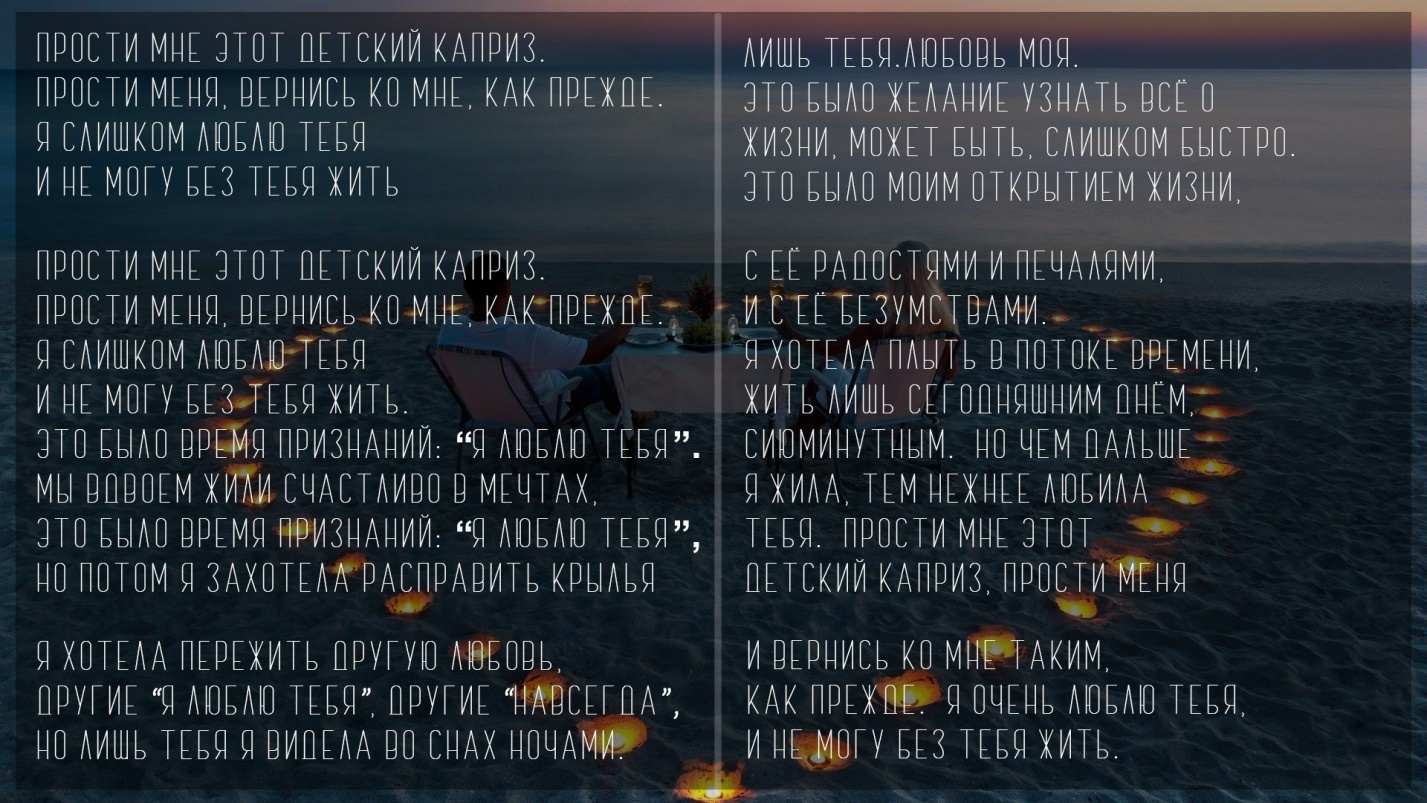 ПРОСТИ МНЕ ЭТОТ ДЕТСКИЙ КАПРИЗ.
ПРОСТИ МЕНЯ, ВЕРНИСЬ КО МНЕ, КАК ПРЕЖДЕ.
Я СЛИШКОМ ЛЮБЛЮ ТЕБЯ
И НЕ МОГУ БЕЗ ТЕБЯ ЖИТЬ
ПРОСТИ МНЕ ЭТОТ ДЕТСКИЙ КАПРИЗ.
ПРОСТИ МЕНЯ, ВЕРНИСЬ КО МНЕ, КАК ПРЕЖДЕ.
Я СЛИШКОМ ЛЮБЛЮ ТЕБЯ
И НЕ МОГУ БЕЗ ТЕБЯ ЖИТЬ.
ЭТО БЫЛО ВРЕМЯ ПРИЗНАНИЙ: “Я ЛЮБЛЮ ТЕБЯ”.
МЫ ВДВОЕМ ЖИЛИ СЧАСТЛИВО В МЕЧТАХ,
ЭТО БЫЛО ВРЕМЯ ПРИЗНАНИЙ: “Я ЛЮБЛЮ ТЕБЯ”,
НО ПОТОМ Я ЗАХОТЕЛА РАСПРАВИТЬ КРЫЛЬЯ
Я ХОТЕЛА ПЕРЕЖИТЬ ДРУГУЮ ЛЮБОВЬ,
ДРУГИЕ “Я ЛЮБЛЮ ТЕБЯ”, ДРУГИЕ “НАВСЕГДА”,
НО ЛИШЬ ТЕБЯ Я ВИДЕЛА ВО СНАХ НОЧАМИ.
ЛИШЬ ТЕБЯ.ЛЮБОВЬ МОЯ.
ЭТО БЫЛО ЖЕЛАНИЕ УЗНАТЬ ВСЁ О
ЖИЗНИ, МОЖЕТ БЫТЬ, СЛИШКОМ БЫСТРО.
ЭТО БЫЛО МОИМ ОТКРЫТИЕМ ЖИЗНИ,
С ЕЁ РАДОСТЯМИ И ПЕЧАЛЯМИ,
И С ЕЁ БЕЗУМСТВАМИ.
Я ХОТЕЛА ПЛЫТЬ В ПОТОКЕ ВРЕМЕНИ,
ЖИТЬ ЛИШЬ СЕГОДНЯШНИМ ДНЁМ,
СИЮМИНУТНЫМ. НО ЧЕМ ДАЛЬШЕ
Я ЖИЛА, ТЕМ НЕЖНЕЕ ЛЮБИЛА
ТЕБЯ. ПРОСТИ МНЕ ЭТОТ
ДЕТСКИЙ КАПРИЗ, ПРОСТИ МЕНЯ
И ВЕРНИСЬ КО МНЕ ТАКИМ,
КАК ПРЕЖДЕ. Я ОЧЕНЬ ЛЮБЛЮ ТЕБЯ,
И НЕ МОГУ БЕЗ ТЕБЯ ЖИТЬ.